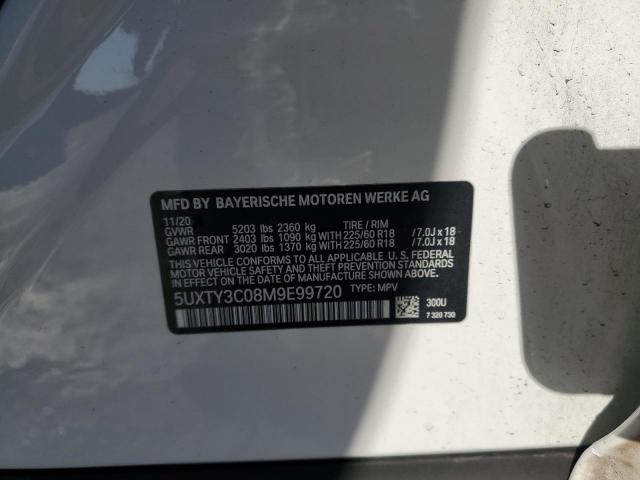 MFD BY BAYERISCHE MOTOREN WERKE AG
11/20
GVWR 5203 lbs 2360 kg TIRE / RIM
GAWR FRONT 2403 lbs 1090 kg WITH 225/60 R18 / 7.0J x 18
GAWR REAR 3020 lbs 1370 kg WITH 225/60 R18 / 7.0J x 18
THIS VEHICLE CONFORMS TO ALL APPLICABLE U. S. FEDERAL
MOTOR VEHICLE SAFETY STANDARDS IN EFFECT ON THE
DATE OF MANUFACTURE SHOWN ABOVE.
5UXTY3C08M9E99720 TYPE: MPV
300U
7 320 730